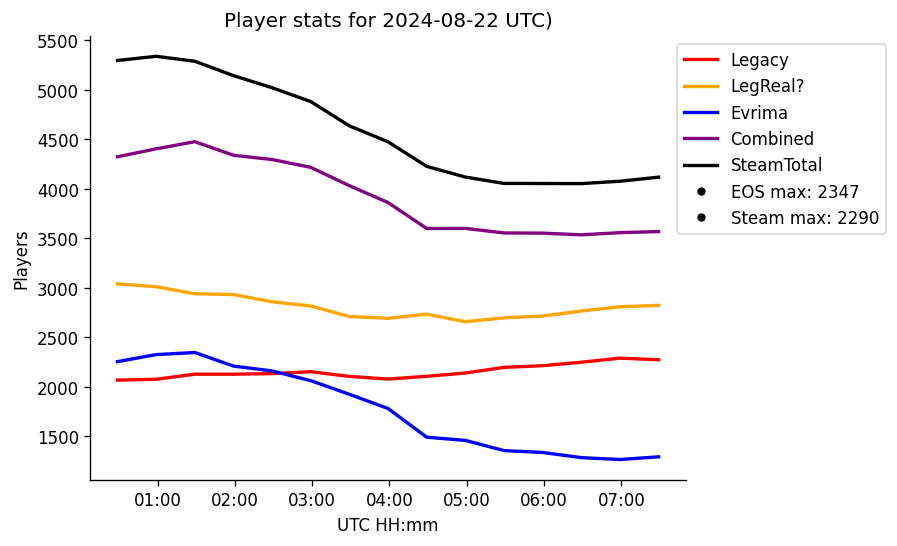 Player stats for 2024-08-22 UTC)
5500
5000
4500
4000
3500
3000
2500
2000
1500
Players
01:00 02:00 03:00 04:00 05:00 06:00 07:00
UTC HH:mm
Legacy
LegReal?
Evrima
Combined
SteamTotal
EOS max: 2347
Steam max: 2290